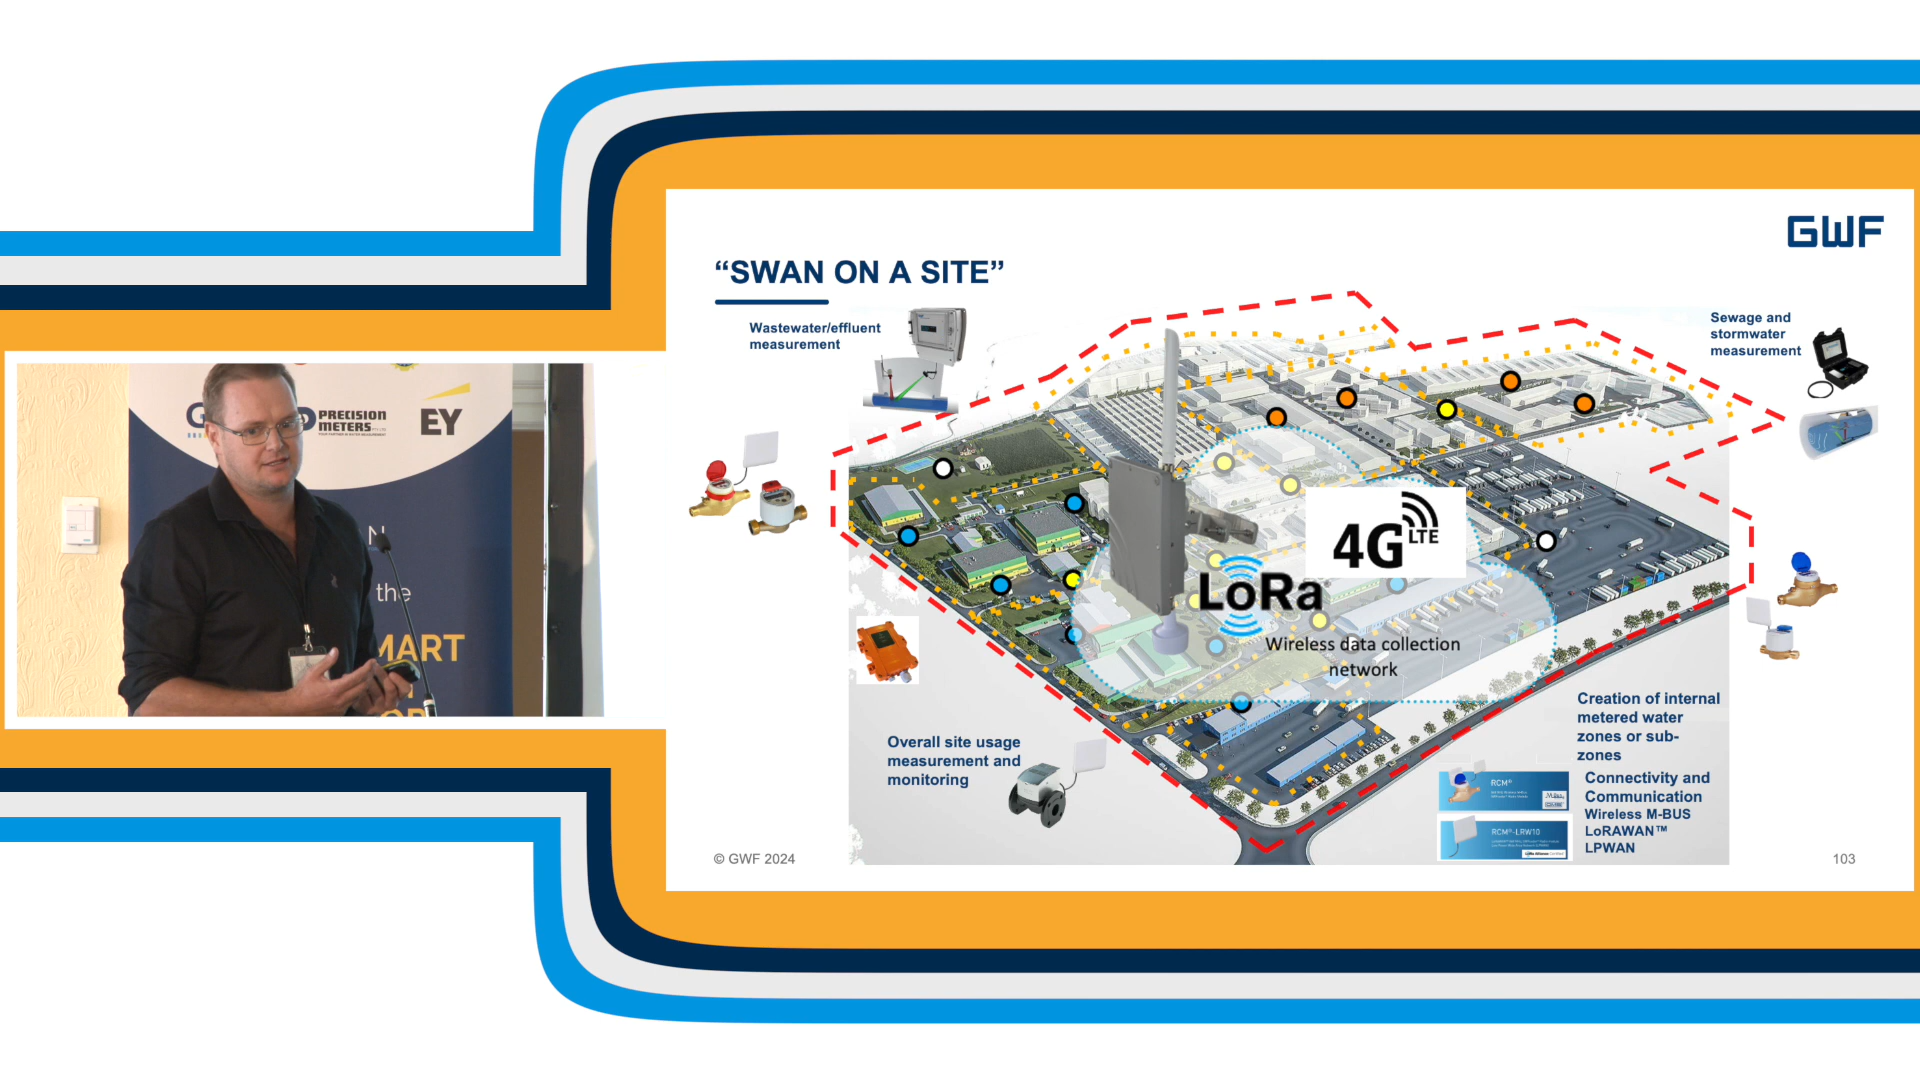 GWF
“SWAN ON A SITE”
Wastewater/effluent
measurement
Sewage and
stormwater
measurement
PRECISION
METERS
EY
N
the
MART
4G LTE
LoRa
Wireless data collection
network
Overall site usage
measurement and
monitoring
Creation of internal
metered water
zones or sub-
zones
Connectivity and
Communication
Wireless M-BUS
LoRAWAN™
LPWAN
RCM®
RCM®-LRW10
© GWF 2024
103